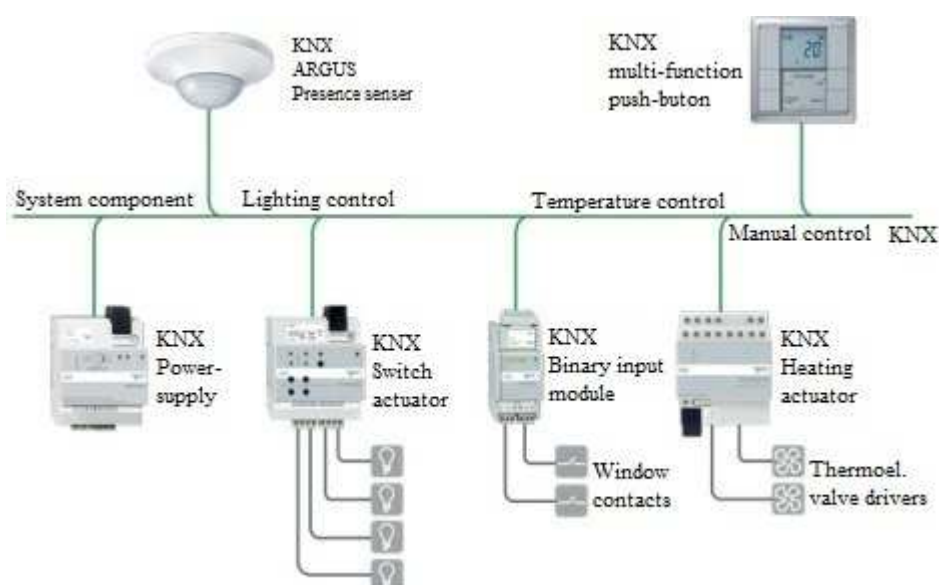 KNX
ARGUS
Presence senser
KNX
multi-function
push-buton
System component
Lighting control
Temperature control
Manual control
KNX
KNX
Power-
supply
KNX
Switch
actuator
KNX
Binary input
module
KNX
Heating
actuator
Window
contacts
Thermoel.
valve drivers
20